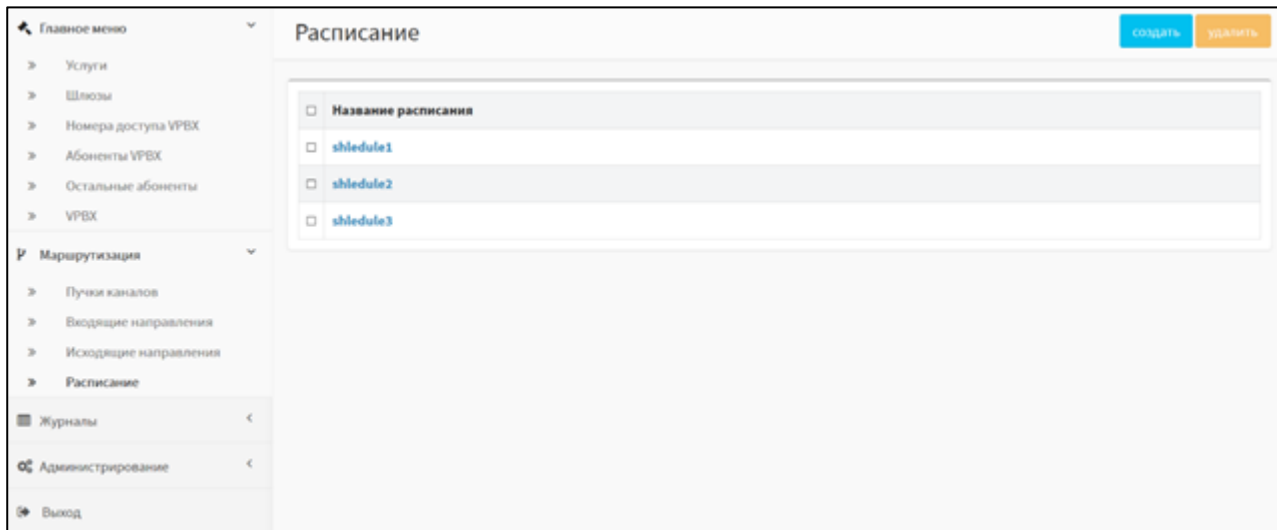 Главное меню
Услуги
Шлюзы
Номера доступа VPBX
Абоненты VPBX
Остальные абоненты
VPBX
Маршрутизация
Пучки каналов
Входящие направления
Исходящие направления
Расписание
Журналы
Администрирование
Выход
Расписание
создать
удалить
Название расписания
shledule1
shledule2
shledule3